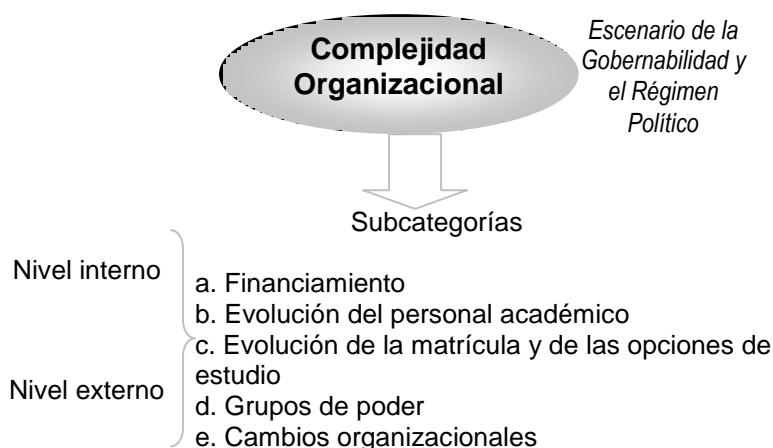 Complejidad
Organizacional
Escenario de la
Gobernabilidad y
el Régimen
Político
Subcategorías
Nivel interno
Nivel externo
a. Financiamiento
b. Evolución del personal académico
c. Evolución de la matrícula y de las opciones de
estudio
d. Grupos de poder
e. Cambios organizacionales